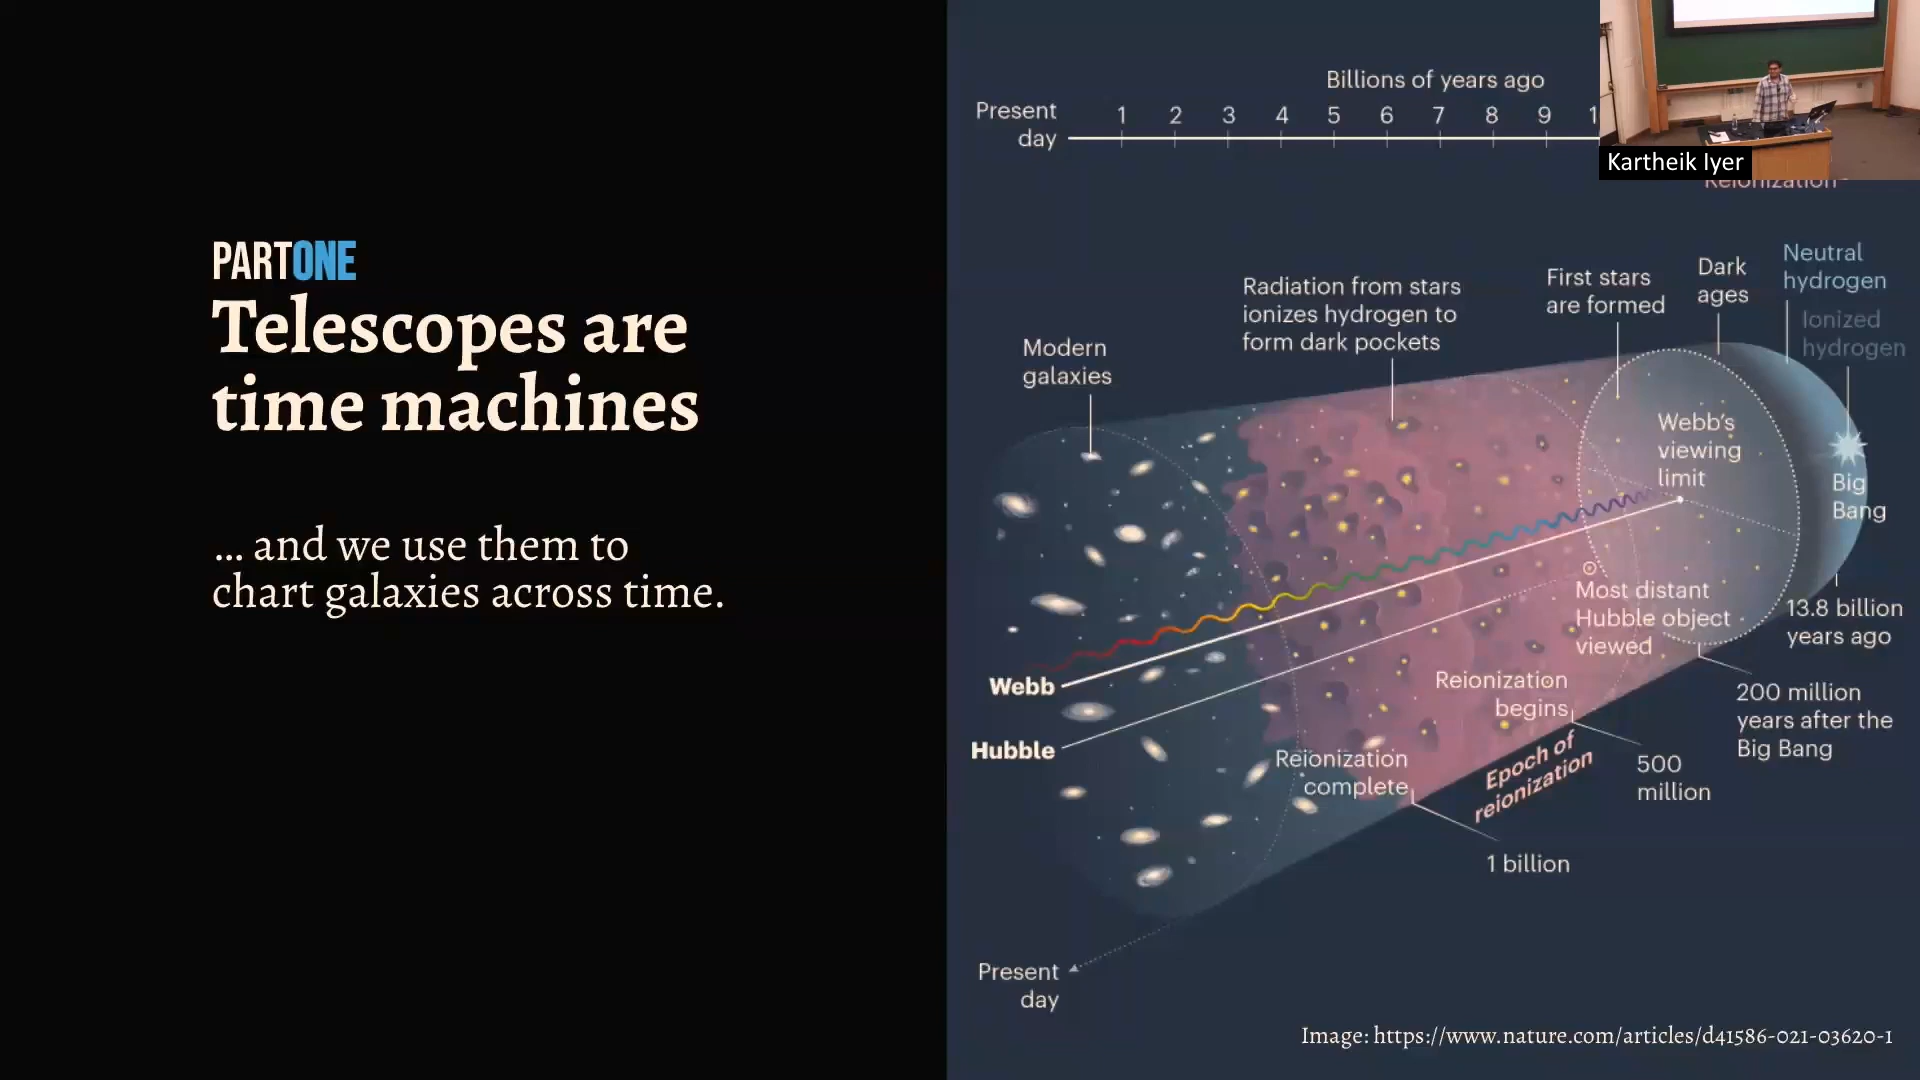 PARTONE
Telescopes are
time machines
... and we use them to
chart galaxies across time.
Billions of years ago
Present
day
1 2 3 4 5 6 7 8 9
Kartheik Iyer
Reionization
Neutral
hydrogen
Ionized
hydrogen
Dark
ages
First stars
are formed
Radiation from stars
ionizes hydrogen to
form dark pockets
Modern
galaxies
Webb's
viewing
limit
Big
Bang
Most distant
Hubble object
viewed
13.8 billion
years ago
Webb
Hubble
Reionization
begins
200 million
years after the
Big Bang
Reionization
complete
Epoch of
reionization
500
million
1 billion
Present
day
Image: https://www.nature.com/articles/d41586-021-03620-1